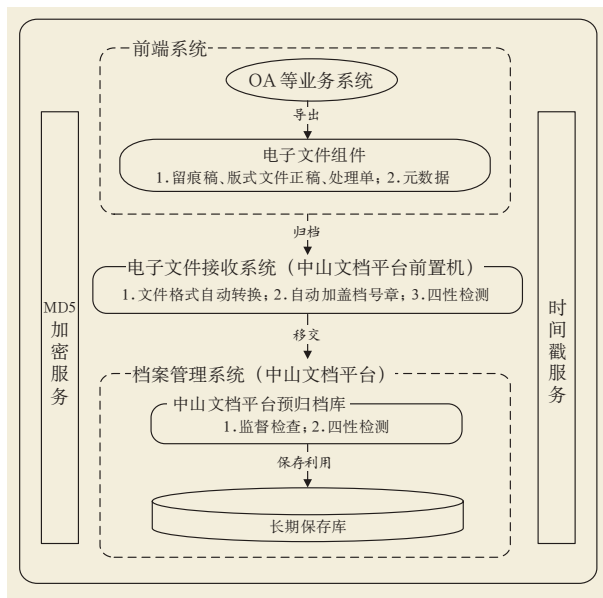 前端系统
OA 等业务系统
导出
电子文件组件
1.留痕稿、版式文件正稿、处理单；2.元数据
归档
电子文件接收系统（中山文档平台前置机）
1.文件格式自动转换；2.自动加盖档号章；3.四性检测
移交
档案管理系统（中山文档平台）
中山文档平台预归档库
1.监督检查；2.四性检测
保存利用
长期保存库
MD5加密服务
时间戳服务